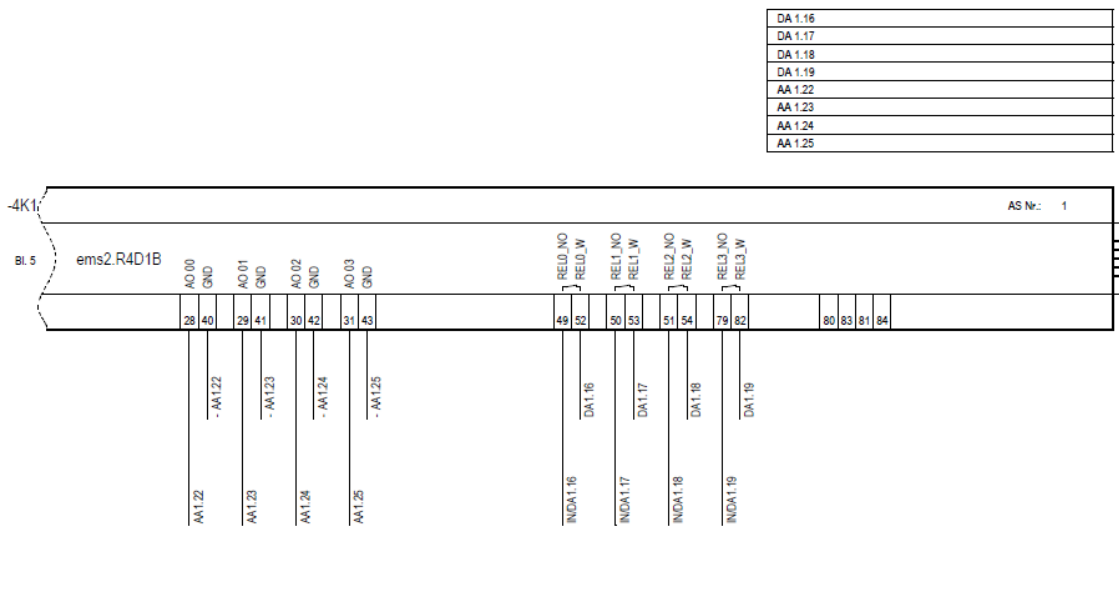 DA 1.16
DA 1.17
DA 1.18
DA 1.19
AA 1.22
AA 1.23
AA 1.24
AA 1.25
-4K1
AS Nr.: 1
Bl. 5
ems2.R4D1B
AO 00
GND
AO 01
GND
AO 02
GND
AO 03
GND
REL0_NO
REL0_W
REL1_NO
REL1_W
REL2_NO
REL2_W
REL3_NO
REL3_W
28 40 29 41 30 42 31 43 49 52 50 53 51 54 79 82 80 83 81 84
- AA1.22
- AA1.23
- AA1.24
- AA1.25
DA1.16
DA1.17
DA1.18
DA1.19
AA1.22
AA1.23
AA1.24
AA1.25
IN/DA1.16
IN/DA1.17
IN/DA1.18
IN/DA1.19